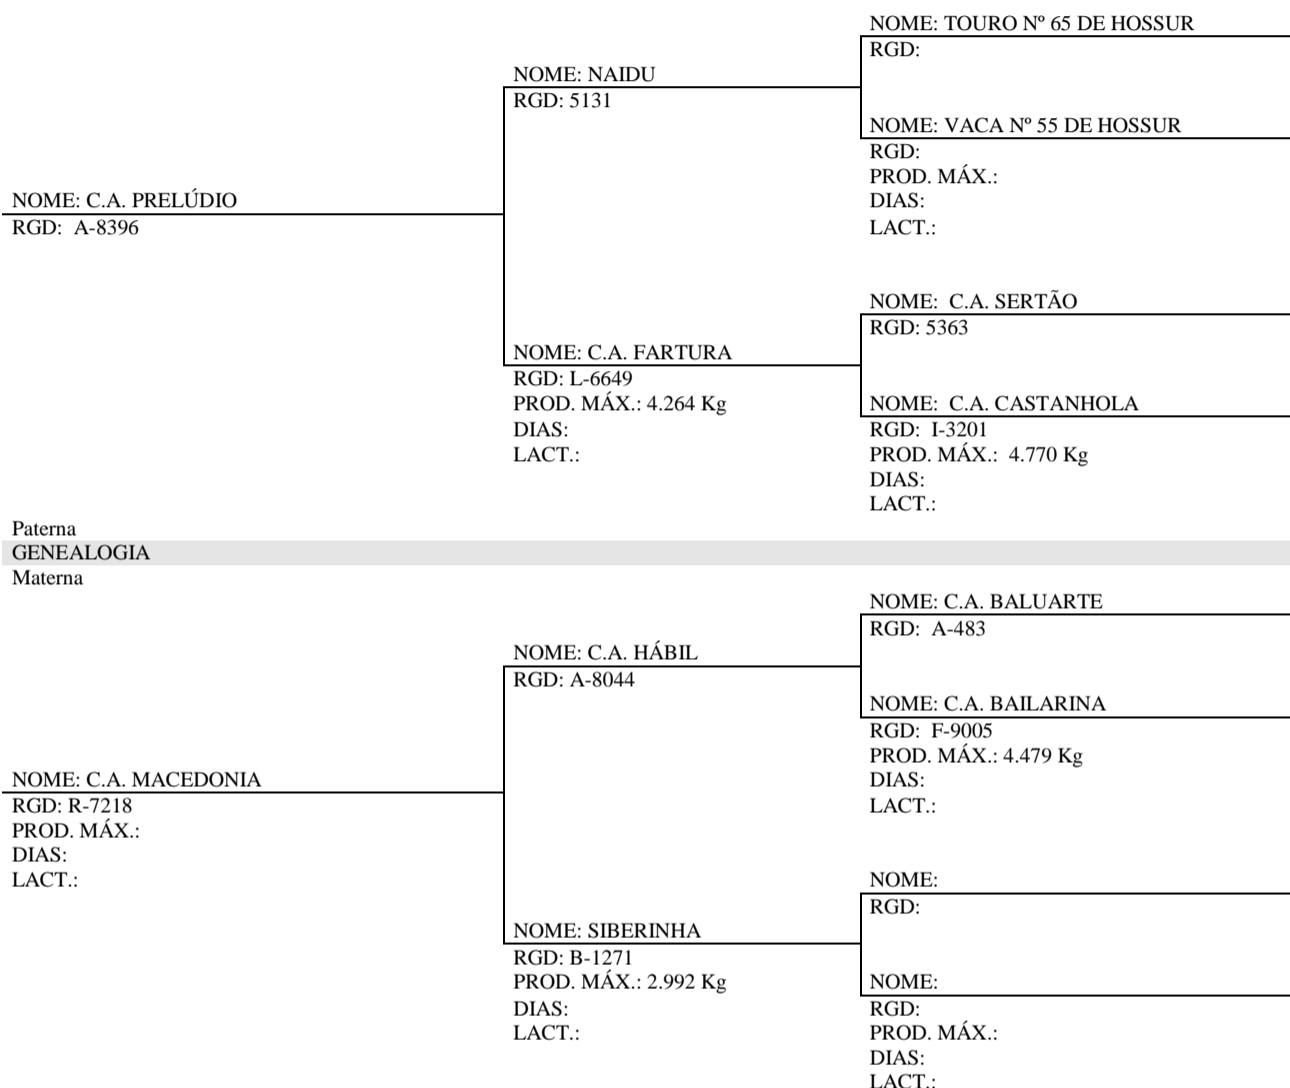 NOME: TOURO Nº 65 DE HOSSUR
RGD:
NOME: NAIDU
RGD: 5131
NOME: VACA Nº 55 DE HOSSUR
RGD:
PROD. MÁX.:
DIAS:
LACT.:
NOME: C.A. PRELÚDIO
RGD: A-8396
NOME: C.A. SERTÃO
RGD: 5363
NOME: C.A. FARTURA
RGD: L-6649
PROD. MÁX.: 4.264 Kg
DIAS:
LACT.:
NOME: C.A. CASTANHOLA
RGD: I-3201
PROD. MÁX.: 4.770 Kg
DIAS:
LACT.:
Paterna
GENEALOGIA
Materna
NOME: C.A. BALUARTE
RGD: A-483
NOME: C.A. HÁBIL
RGD: A-8044
NOME: C.A. BAILARINA
RGD: F-9005
PROD. MÁX.: 4.479 Kg
DIAS:
LACT.:
NOME: C.A. MACEDONIA
RGD: R-7218
PROD. MÁX.:
DIAS:
LACT.:
NOME:
RGD:
NOME: SIBERINHA
RGD: B-1271
PROD. MÁX.: 2.992 Kg
DIAS:
LACT.:
NOME:
RGD:
PROD. MÁX.:
DIAS:
LACT.: